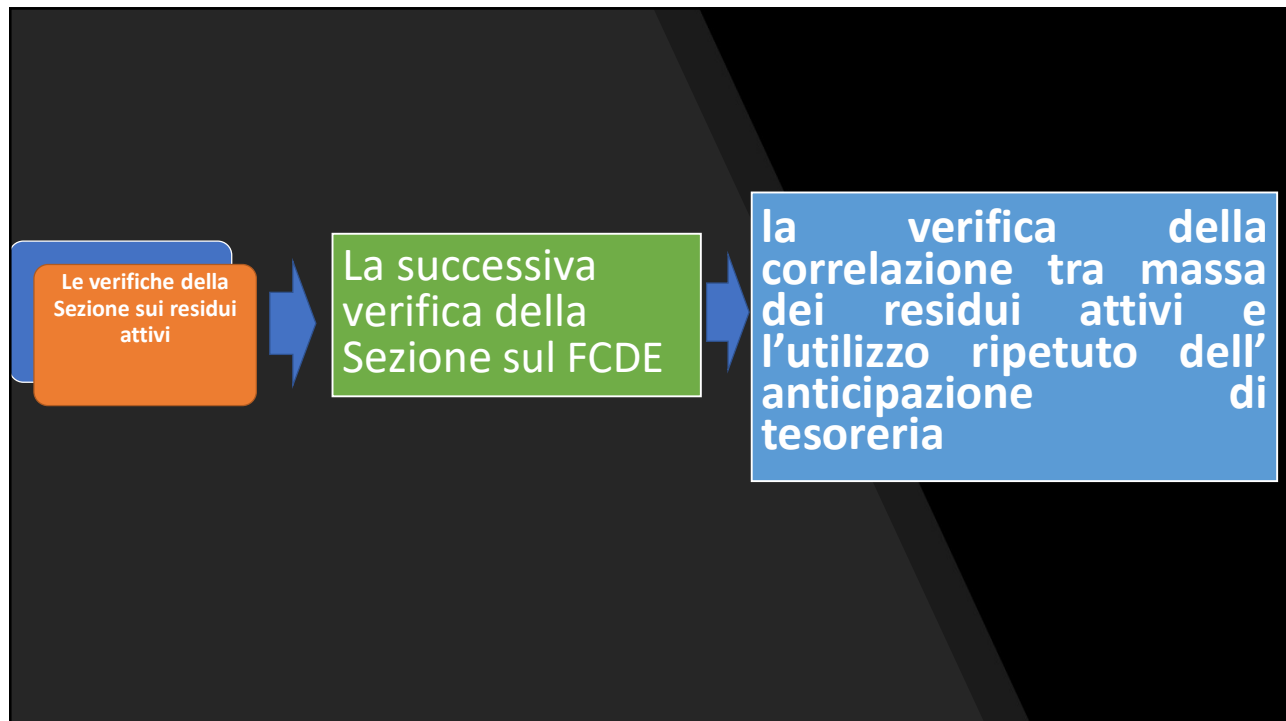 Le verifiche della
Sezione sui residui
attivi
La successiva
verifica della
Sezione sul FCDE
la verifica della
correlazione tra massa
dei residui attivi e
l’utilizzo ripetuto dell’
anticipazione di
tesoreria